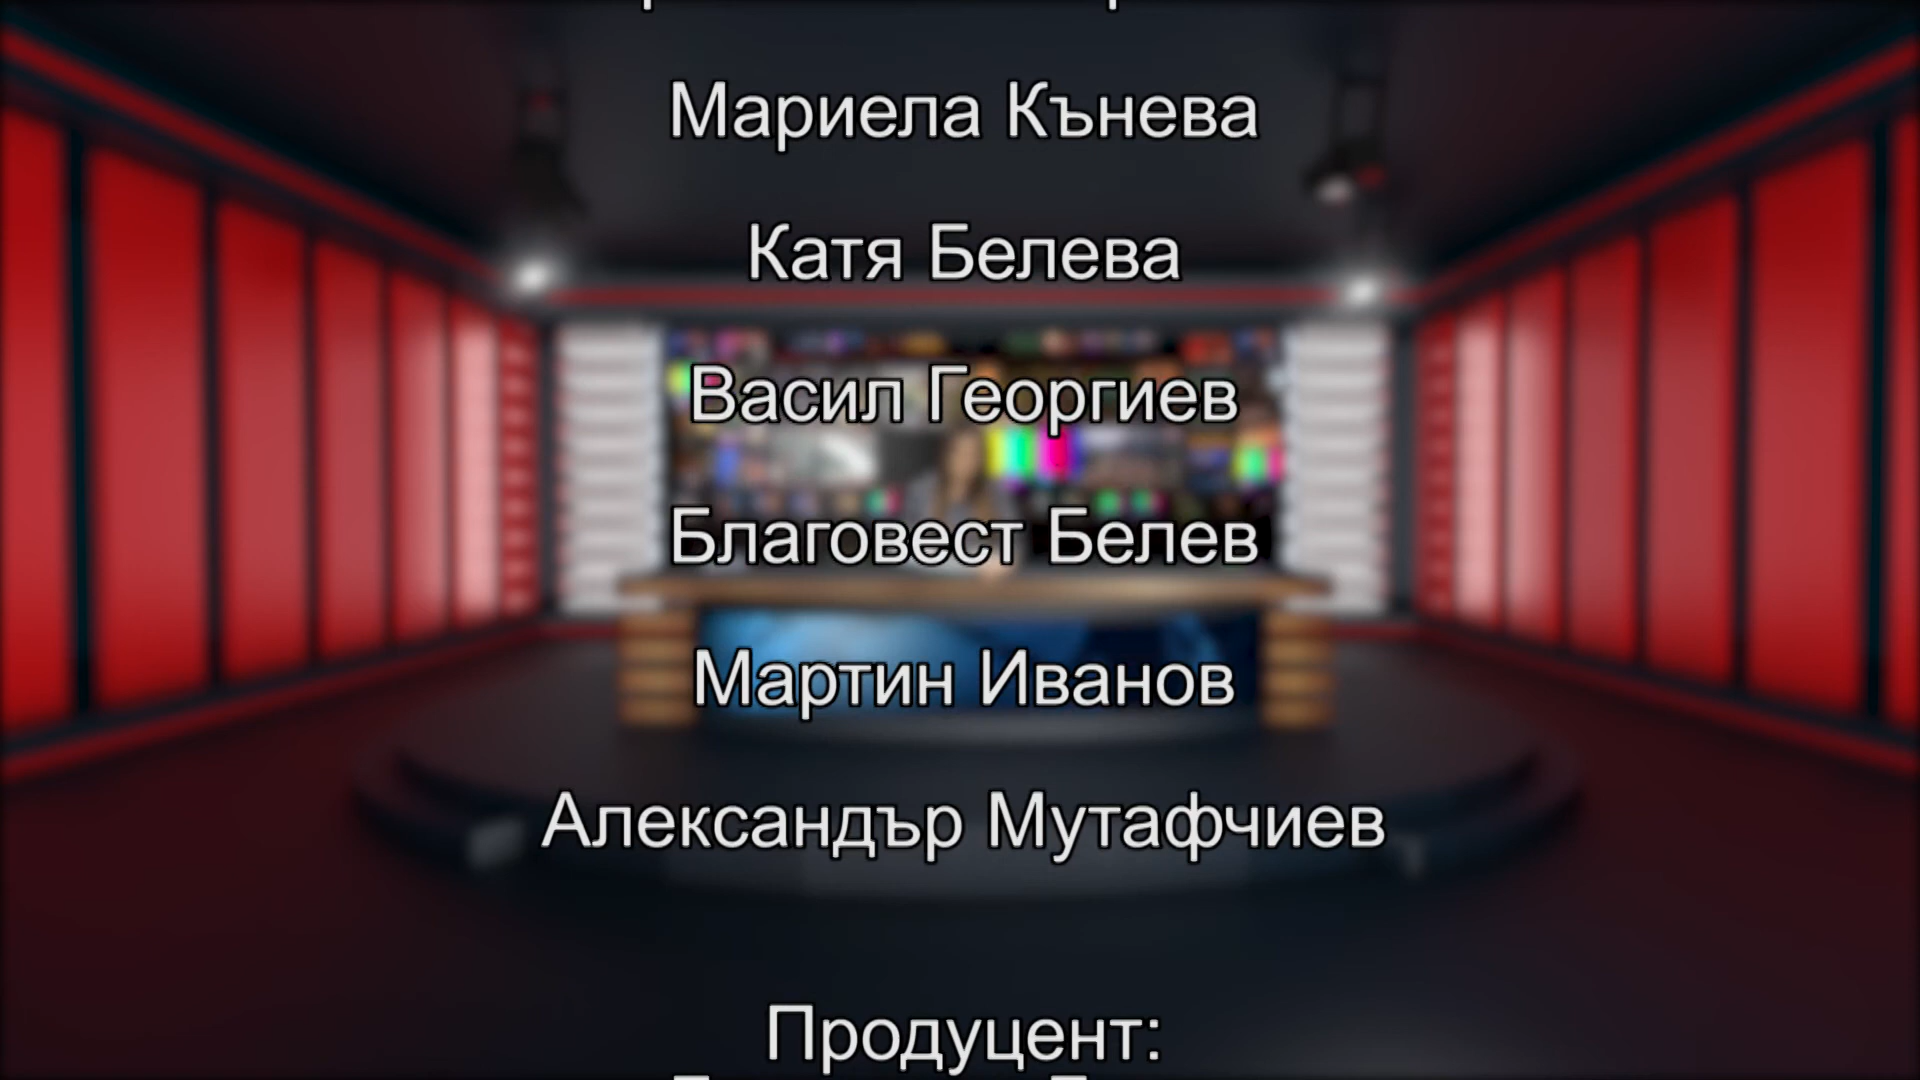 Мариела Кънева
Катя Белева
Васил Георгиев
Благовест Белев
Мартин Иванов
Александър Мутафчиев
Продуцент: